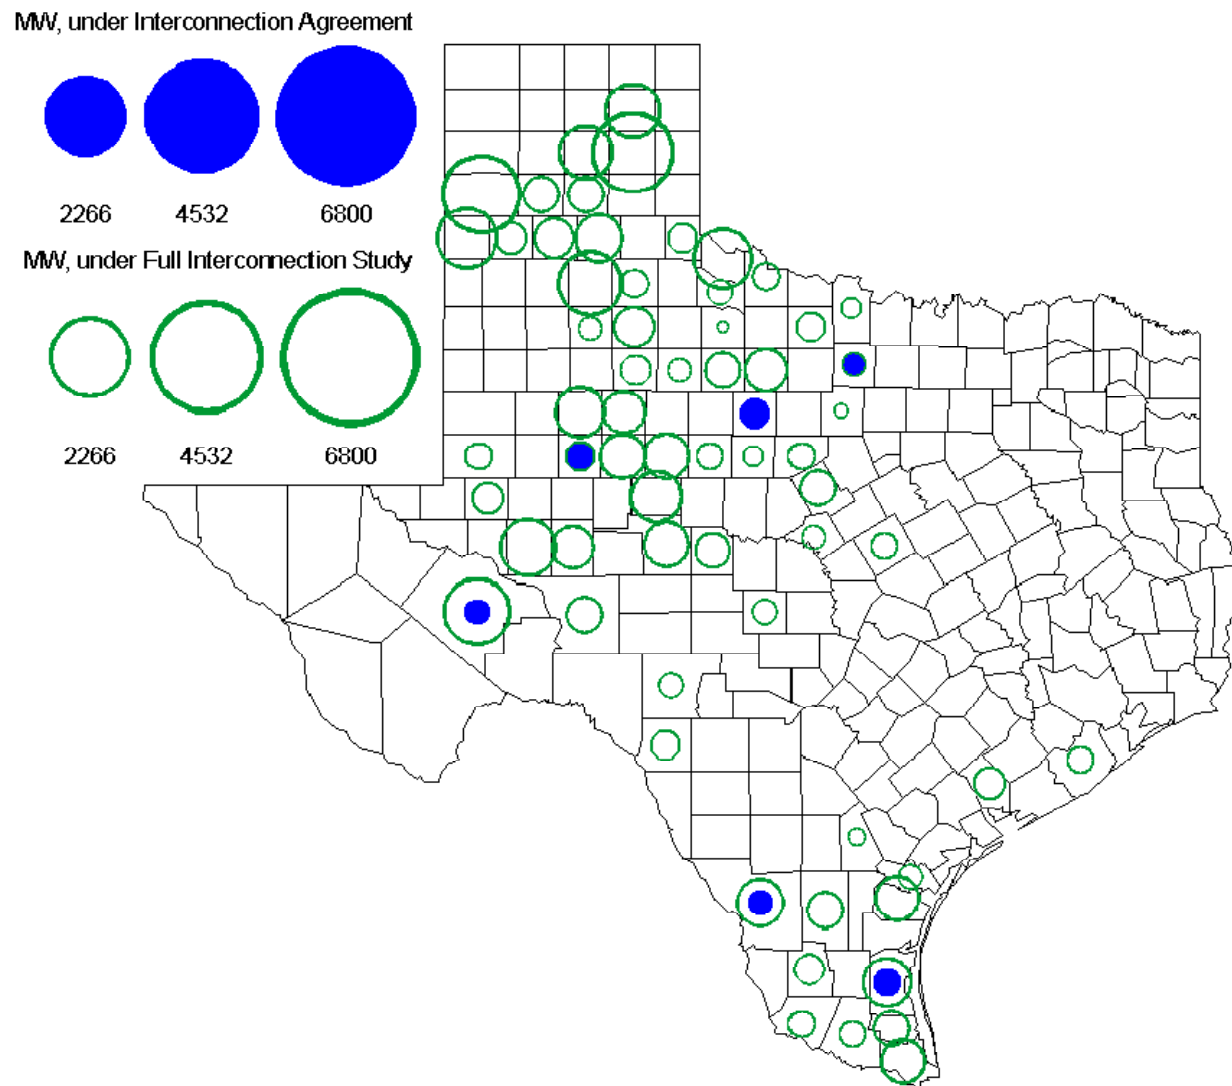 MW, under Interconnection Agreement
2266 4532 6800
MW, under Full Interconnection Study
2266 4532 6800